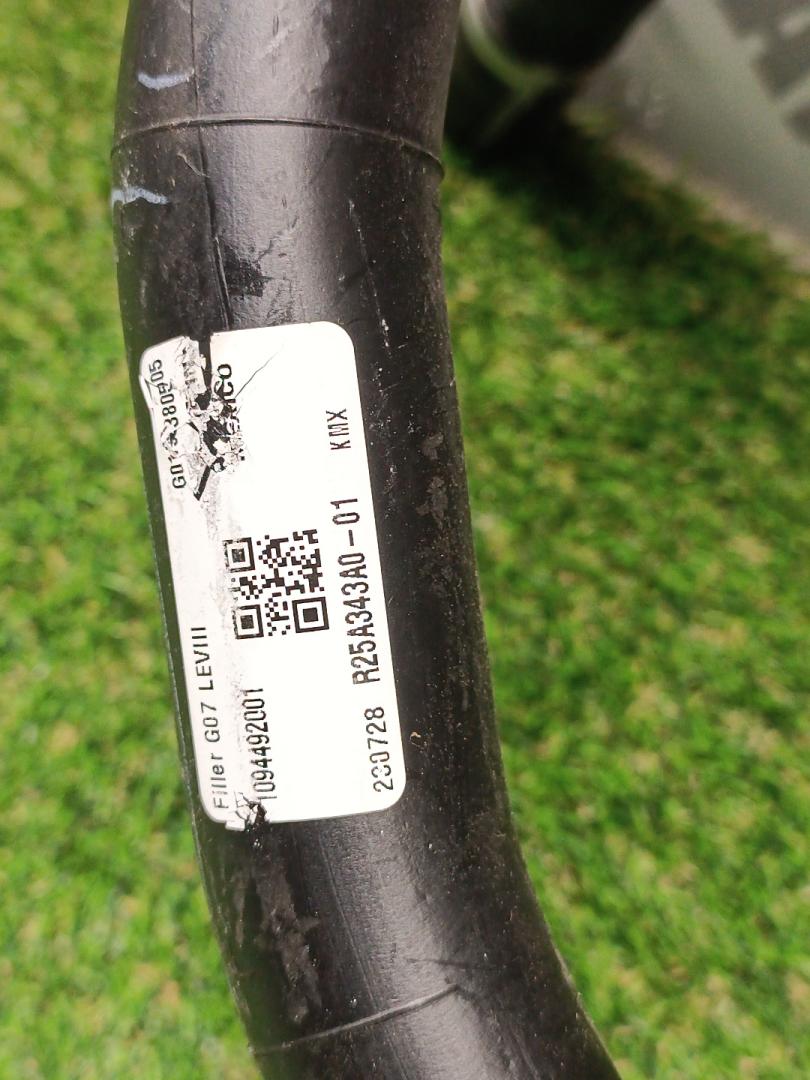 Filler G07 LEVIII
1094492001
R25A343A0-01 KMX
230728